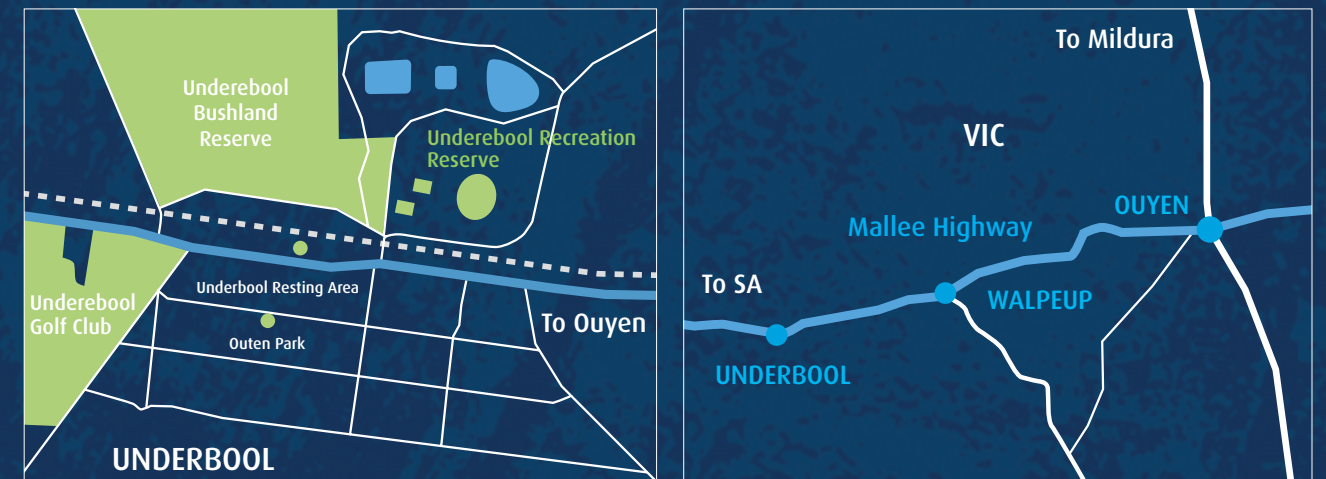 Underebool
Bushland
Reserve
Underebool Recreation
Reserve
Underbool Resting Area
Underebool
Golf Club
To Ouyen
Outen Park
UNDERBOOL
To Mildura
VIC
OUYEN
Mallee Highway
To SA
WALPEUP
UNDERBOOL